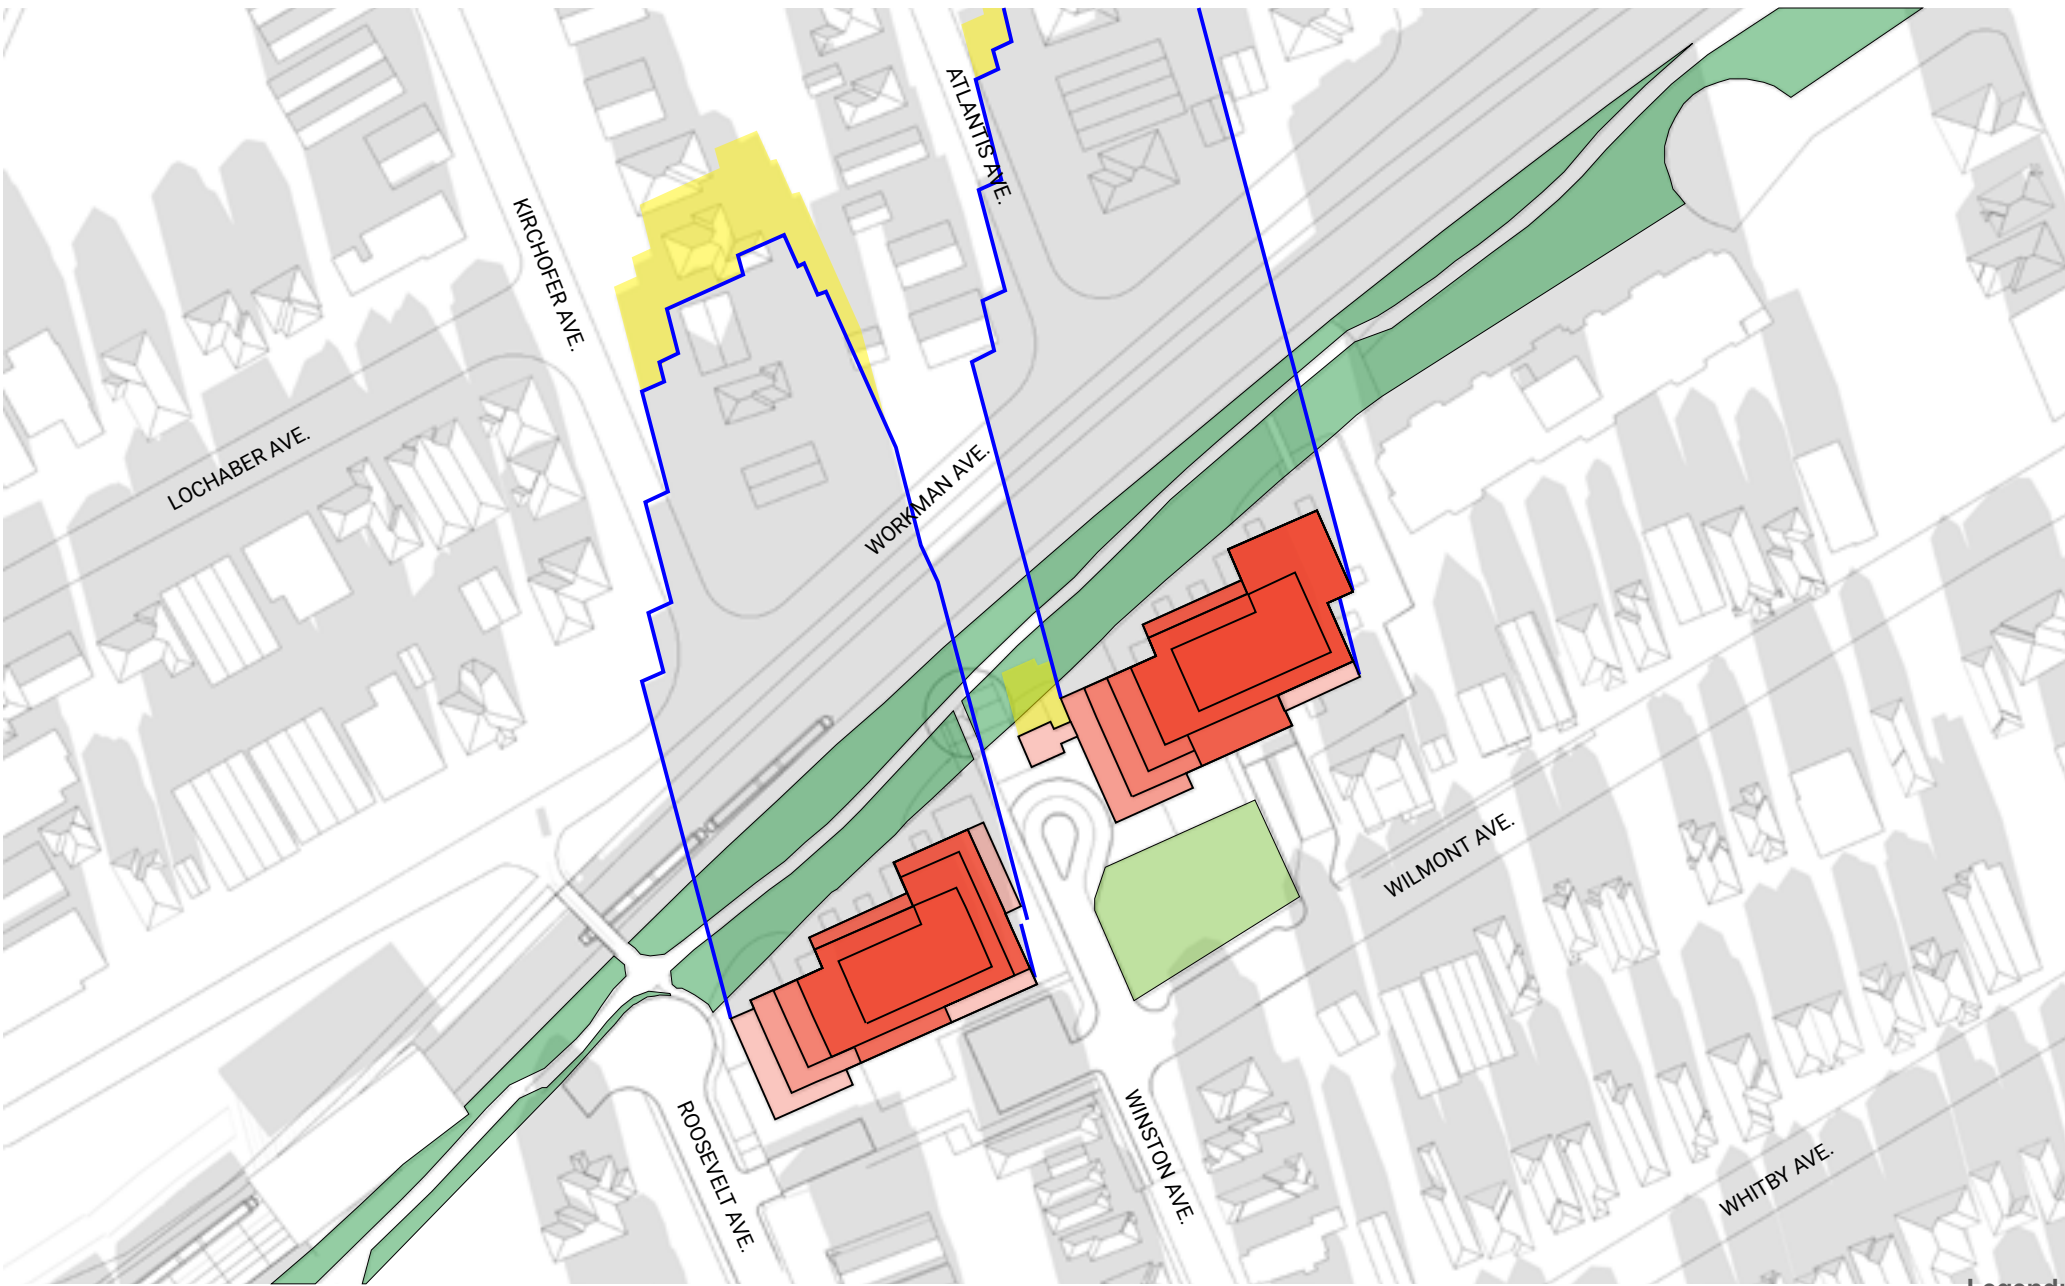 ATLANTIS AVE.
KIRCHOFER AVE.
LOCHABER AVE.
WORKMAN AVE.
WILMONT AVE.
ROOSEVELT AVE.
WINSTON AVE.
WHITBY AVE.